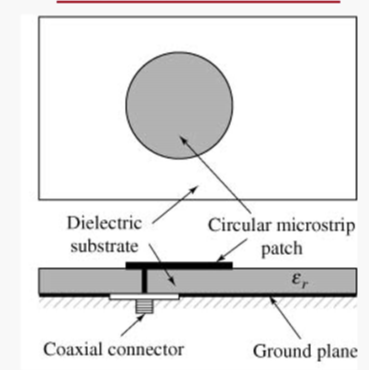 Dielectric
substrate
Circular microstrip
patch
εr
Coaxial connector
Ground plane